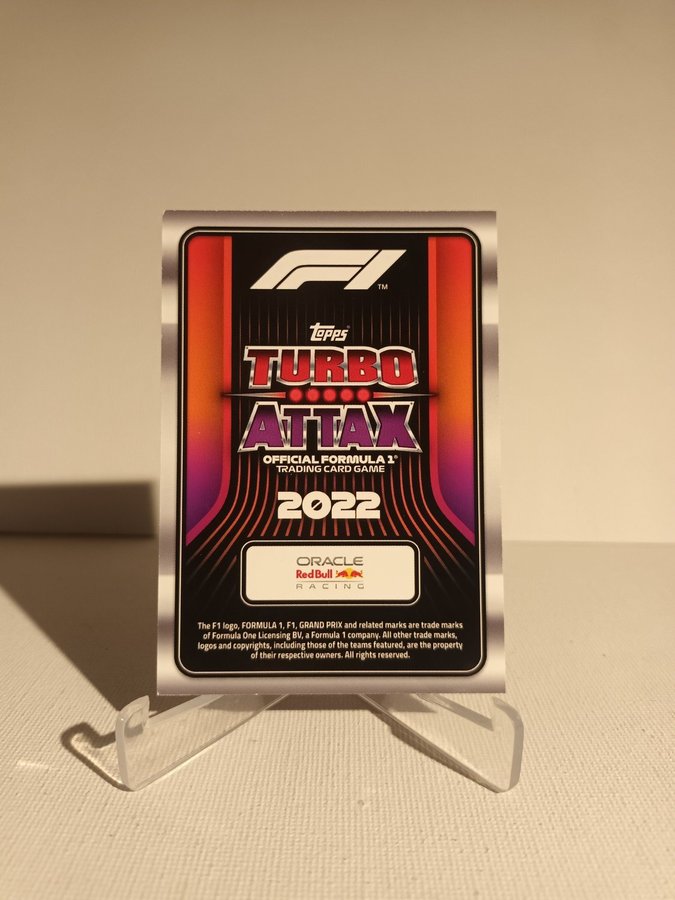 F1 ™
topps®
TURBO
ATTAX
OFFICIAL FORMULA 1®
TRADING CARD GAME
2022
ORACLE
Red Bull
RACING
The F1 logo, FORMULA 1, F1, GRAND PRIX and related marks are trade marks
of Formula One Licensing BV, a Formula 1 company. All other trade marks,
logos and copyrights, including those of the teams featured, are the property
of their respective owners. All rights reserved.